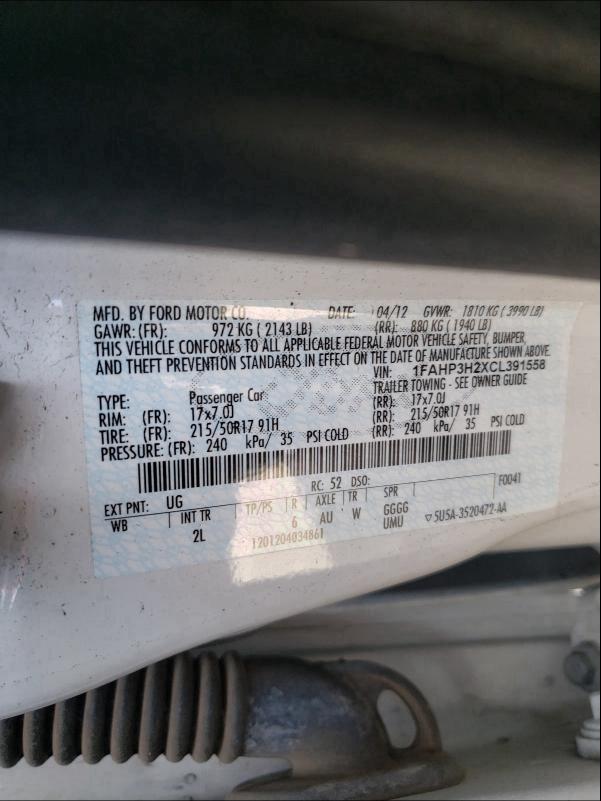 MFD. BY FORD MOTOR CO. DATE: 04/12 GVWR: 1810 KG ( 3990 LB)
GAWR: (FR): 972 KG ( 2143 LB) (RR): 880 KG ( 1940 LB)
THIS VEHICLE CONFORMS TO ALL APPLICABLE FEDERAL MOTOR VEHICLE SAFETY, BUMPER,
AND THEFT PREVENTION STANDARDS IN EFFECT ON THE DATE OF MANUFACTURE SHOWN ABOVE.
VIN: 1FAHP3H2XCL391558
TYPE: Passenger Car TRAILER TOWING - SEE OWNER GUIDE
RIM: (FR): 17x7.0J (RR): 17x7.0J
TIRE: (FR): 215/50R17 91H (RR): 215/50R17 91H
PRESSURE: (FR): 240 kPa/ 35 PSI COLD (RR): 240 kPa/ 35 PSI COLD
EXT PNT: UG RC: 52 DSO: F0041
WB INT TR TP/PS R AXLE TR SPR
2L 6 AU W GGGG
UMU
1201204034861 ▽5U5A-3520472-AA